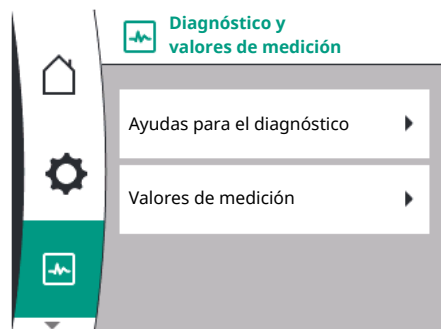 Diagnóstico y
valores de medición
Ayudas para el diagnóstico
Valores de medición